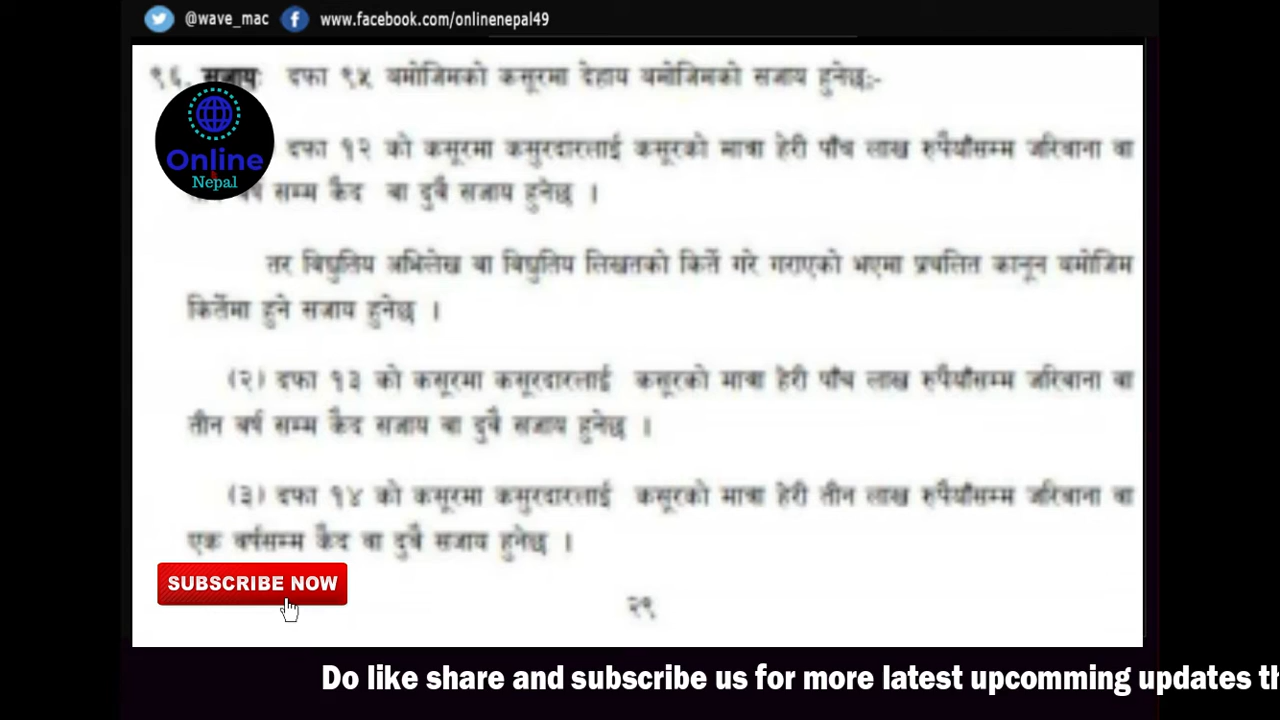 @wave_mac www.facebook.com/onlinenepal49
९६. सजायः दफा ९५ बमोजिमको कसूरमा देहाय बमोजिमको सजाय हुनेछ:-
Online
Nepal
दफा १२ को कसूरमा कसुरदारलाई कसूरको मात्रा हेरी पाँच लाख रुपैयाँसम्म जरिवाना वा
वर्ष सम्म कैद वा दुवै सजाय हुनेछ ।
तर विधुतिय अभिलेख वा विधुतिय लिखतको किर्ते गरे गराएको भएमा प्रचलित कानून बमोजिम
किर्तेमा हुने सजाय हुनेछ ।
(२) दफा १३ को कसूरमा कसूरदारलाई कसूरको मात्रा हेरी पाँच लाख रुपैयाँसम्म जरिवाना वा
तीन वर्ष सम्म कैद सजाय वा दुवै सजाय हुनेछ ।
(३) दफा १४ को कसूरमा कसुरदारलाई कसूरको मात्रा हेरी तीन लाख रुपैयाँसम्म जरिवाना वा
एक वर्षसम्म कैद वा दुवै सजाय हुनेछ ।
SUBSCRIBE NOW
२९
Do like share and subscribe us for more latest upcomming updates th